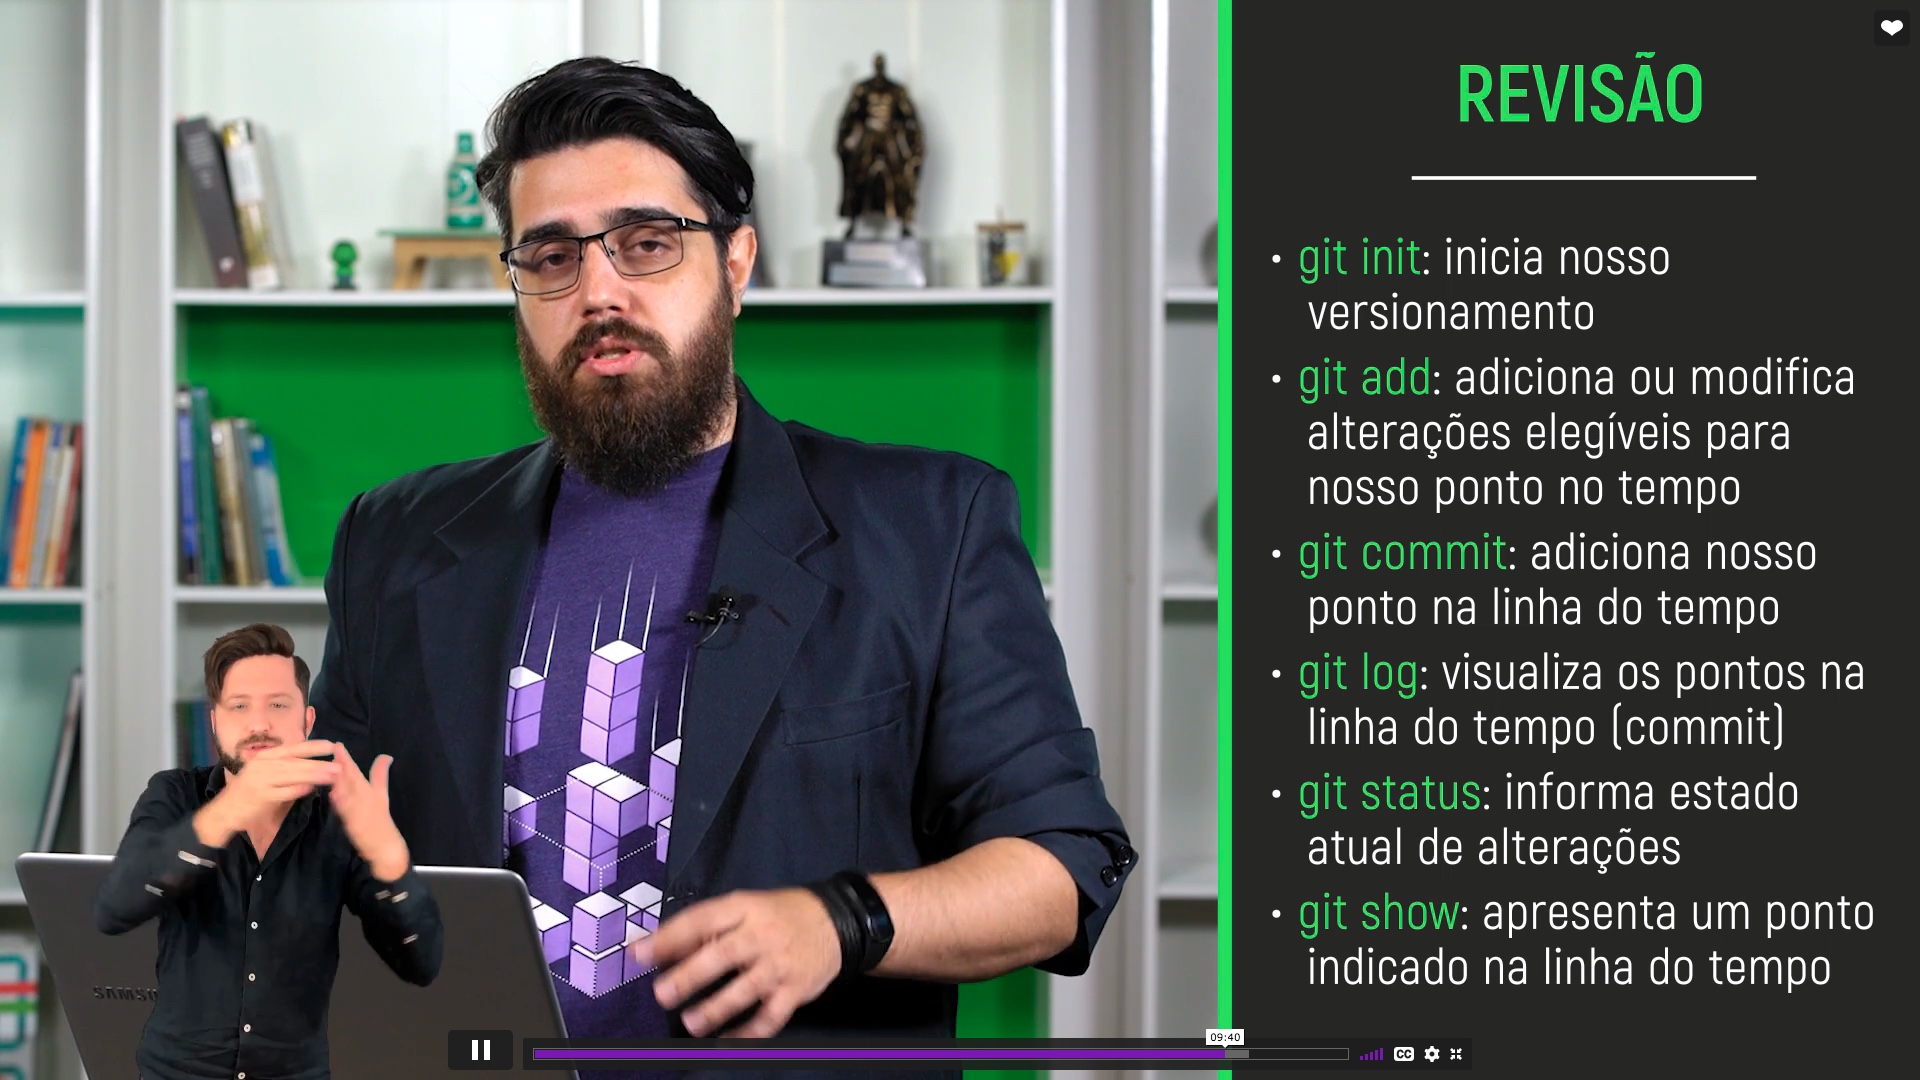 REVISÃO
• git init: inicia nosso
versionamento
• git add: adiciona ou modifica
alterações elegíveis para
nosso ponto no tempo
• git commit: adiciona nosso
ponto na linha do tempo
• git log: visualiza os pontos na
linha do tempo (commit)
• git status: informa estado
atual de alterações
• git show: apresenta um ponto
indicado na linha do tempo
09:40
CC